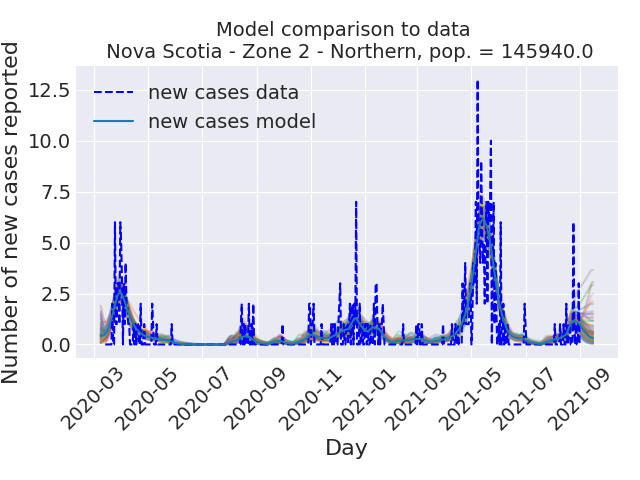 Model comparison to data
Nova Scotia - Zone 2 - Northern, pop. = 145940.0
Number of new cases reported
12.5
10.0
7.5
5.0
2.5
0.0
new cases data
new cases model
2020-03
2020-05
2020-07
2020-09
2020-11
2021-01
2021-03
2021-05
2021-07
2021-09
Day